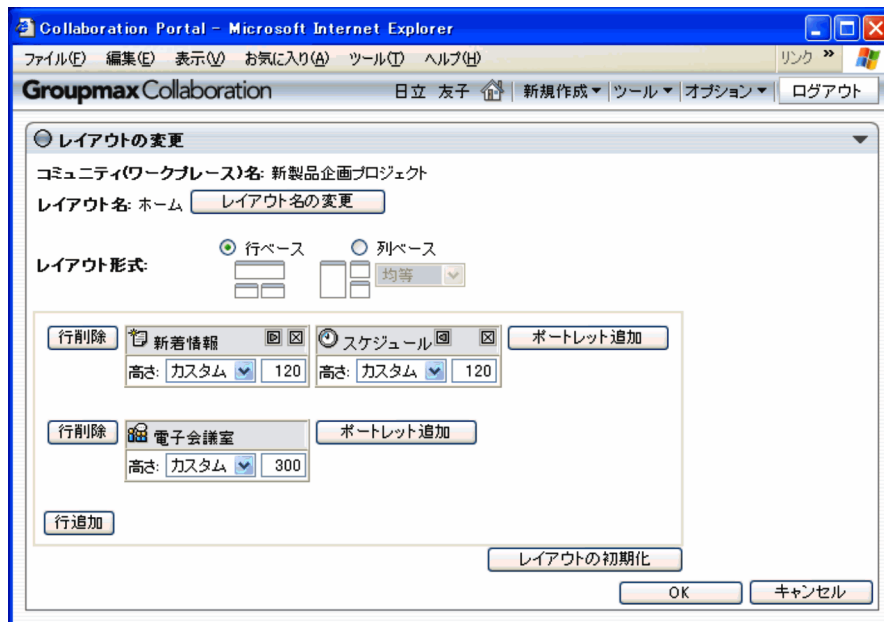 Collaboration Portal - Microsoft Internet Explorer
ファイル(F) 編集(E) 表示(V) お気に入り(A) ツール(T) ヘルプ(H) リンク »
Groupmax Collaboration 日立 友子 新規作成▼ ツール▼ オプション▼ ログアウト
レイアウトの変更
コミュニティ(ワークプレース)名: 新製品企画プロジェクト
レイアウト名: ホーム レイアウト名の変更
レイアウト形式: 行ベース 列ベース
均等
行削除 新着情報 スケジュール ポートレット追加
高さ: カスタム 120 高さ: カスタム 120
行削除 電子会議室 ポートレット追加
高さ: カスタム 300
行追加
レイアウトの初期化
OK キャンセル